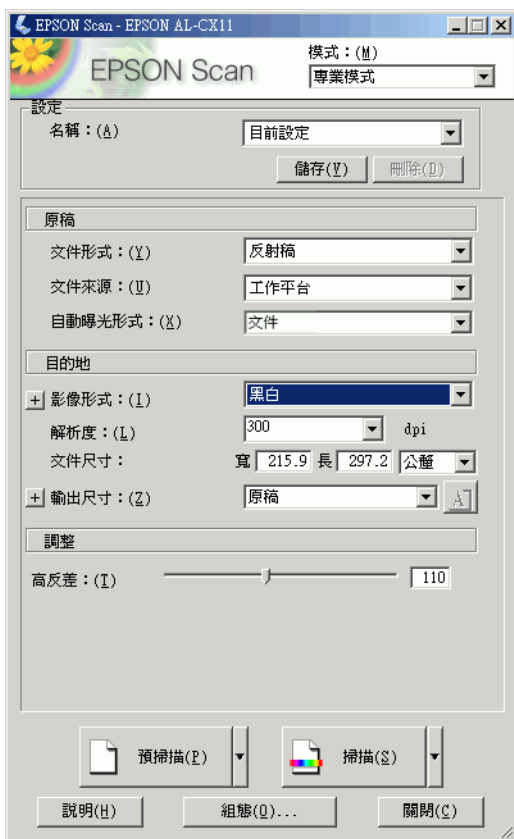 EPSON Scan - EPSON AL-CX11
EPSON Scan
模式：(M)
專業模式
設定
名稱：(A) 目前設定
儲存(V) 刪除(D)
原稿
文件形式：(Y) 反射稿
文件來源：(U) 工作平台
自動曝光形式：(X) 文件
目的地
+ 影像形式：(I) 黑白
解析度：(L) 300 dpi
文件尺寸： 寬 215.9 長 297.2 公釐
+ 輸出尺寸：(Z) 原稿 A
調整
高反差：(T) 110
預掃描(P) 掃描(S)
說明(H) 組態(O)... 關閉(C)